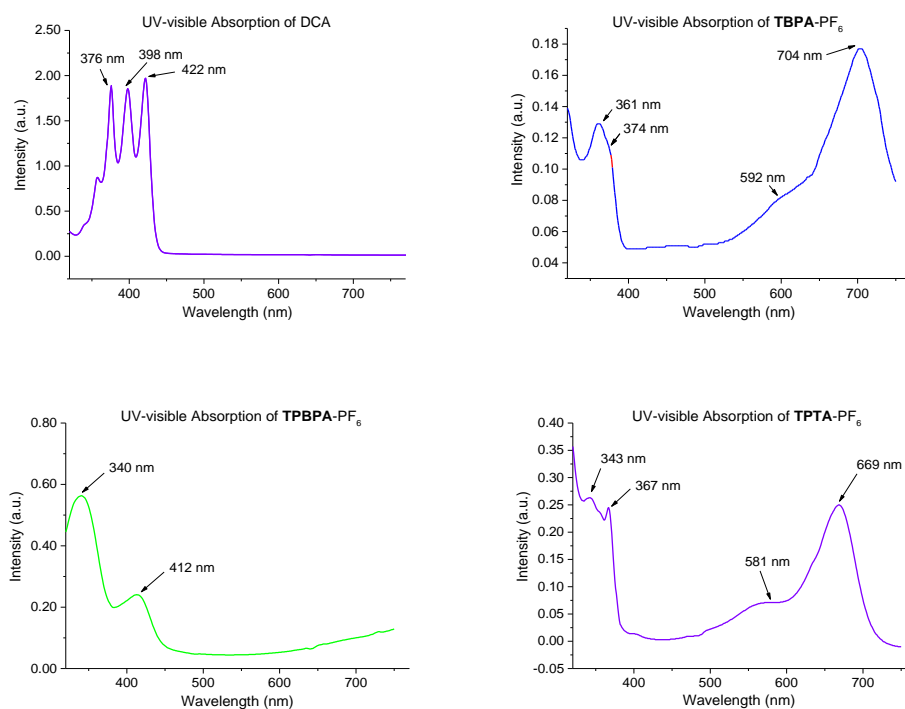 UV-visible Absorption of DCA
2.50
2.00
1.50
1.00
0.50
0.00
Intensity (a.u.)
376 nm
398 nm
422 nm
400 500 600 700
Wavelength (nm)
UV-visible Absorption of TBPA-PF6
0.18
0.16
0.14
0.12
0.10
0.08
0.06
0.04
Intensity (a.u.)
704 nm
361 nm
374 nm
592 nm
400 500 600 700
Wavelength (nm)
UV-visible Absorption of TPBPA-PF6
0.80
0.60
0.40
0.20
0.00
Intensity (a.u.)
340 nm
412 nm
400 500 600 700
Wavelength (nm)
UV-visible Absorption of TPTA-PF6
0.40
0.35
0.30
0.25
0.20
0.15
0.10
0.05
0.00
-0.05
Intensity (a.u.)
343 nm
367 nm
669 nm
581 nm
400 500 600 700
Wavelength (nm)